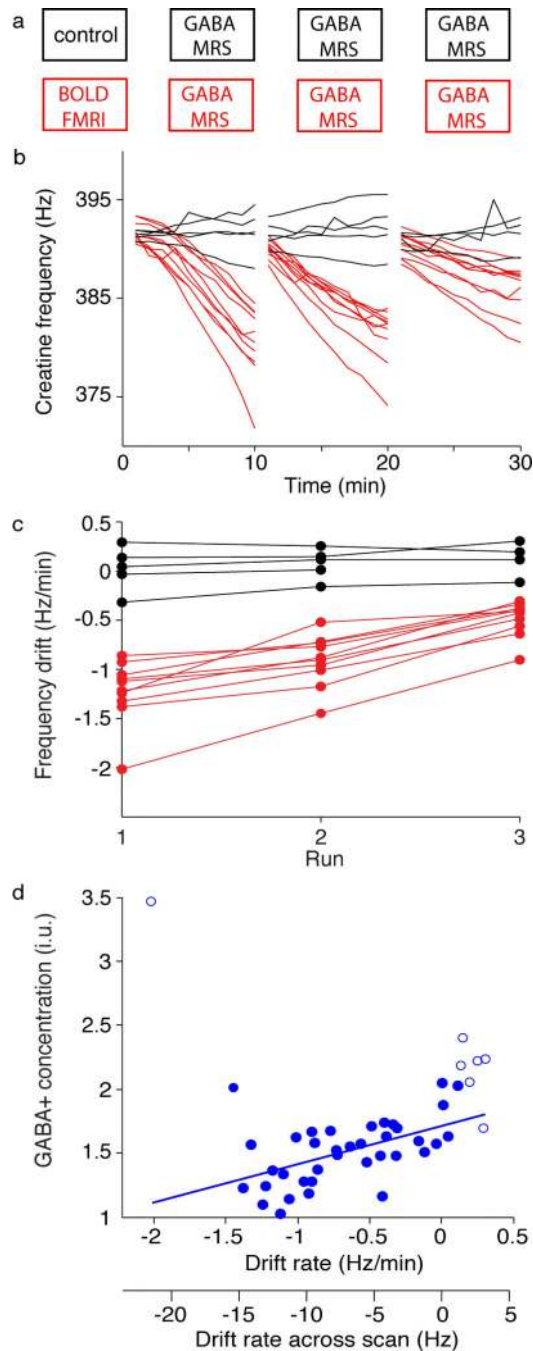 a
control GABA MRS GABA MRS GABA MRS
BOLD FMRI GABA MRS GABA MRS GABA MRS
b
Creatine frequency (Hz)
395
385
375
0 10 20 30
Time (min)
c
Frequency drift (Hz/min)
0.5
0
-0.5
-1
-1.5
-2
1 2 3
Run
d
GABA+ concentration (i.u.)
3.5
3
2.5
2
1.5
1
-2 -1.5 -1 -0.5 0 0.5
Drift rate (Hz/min)
-20 -15 -10 -5 0 5
Drift rate across scan (Hz)